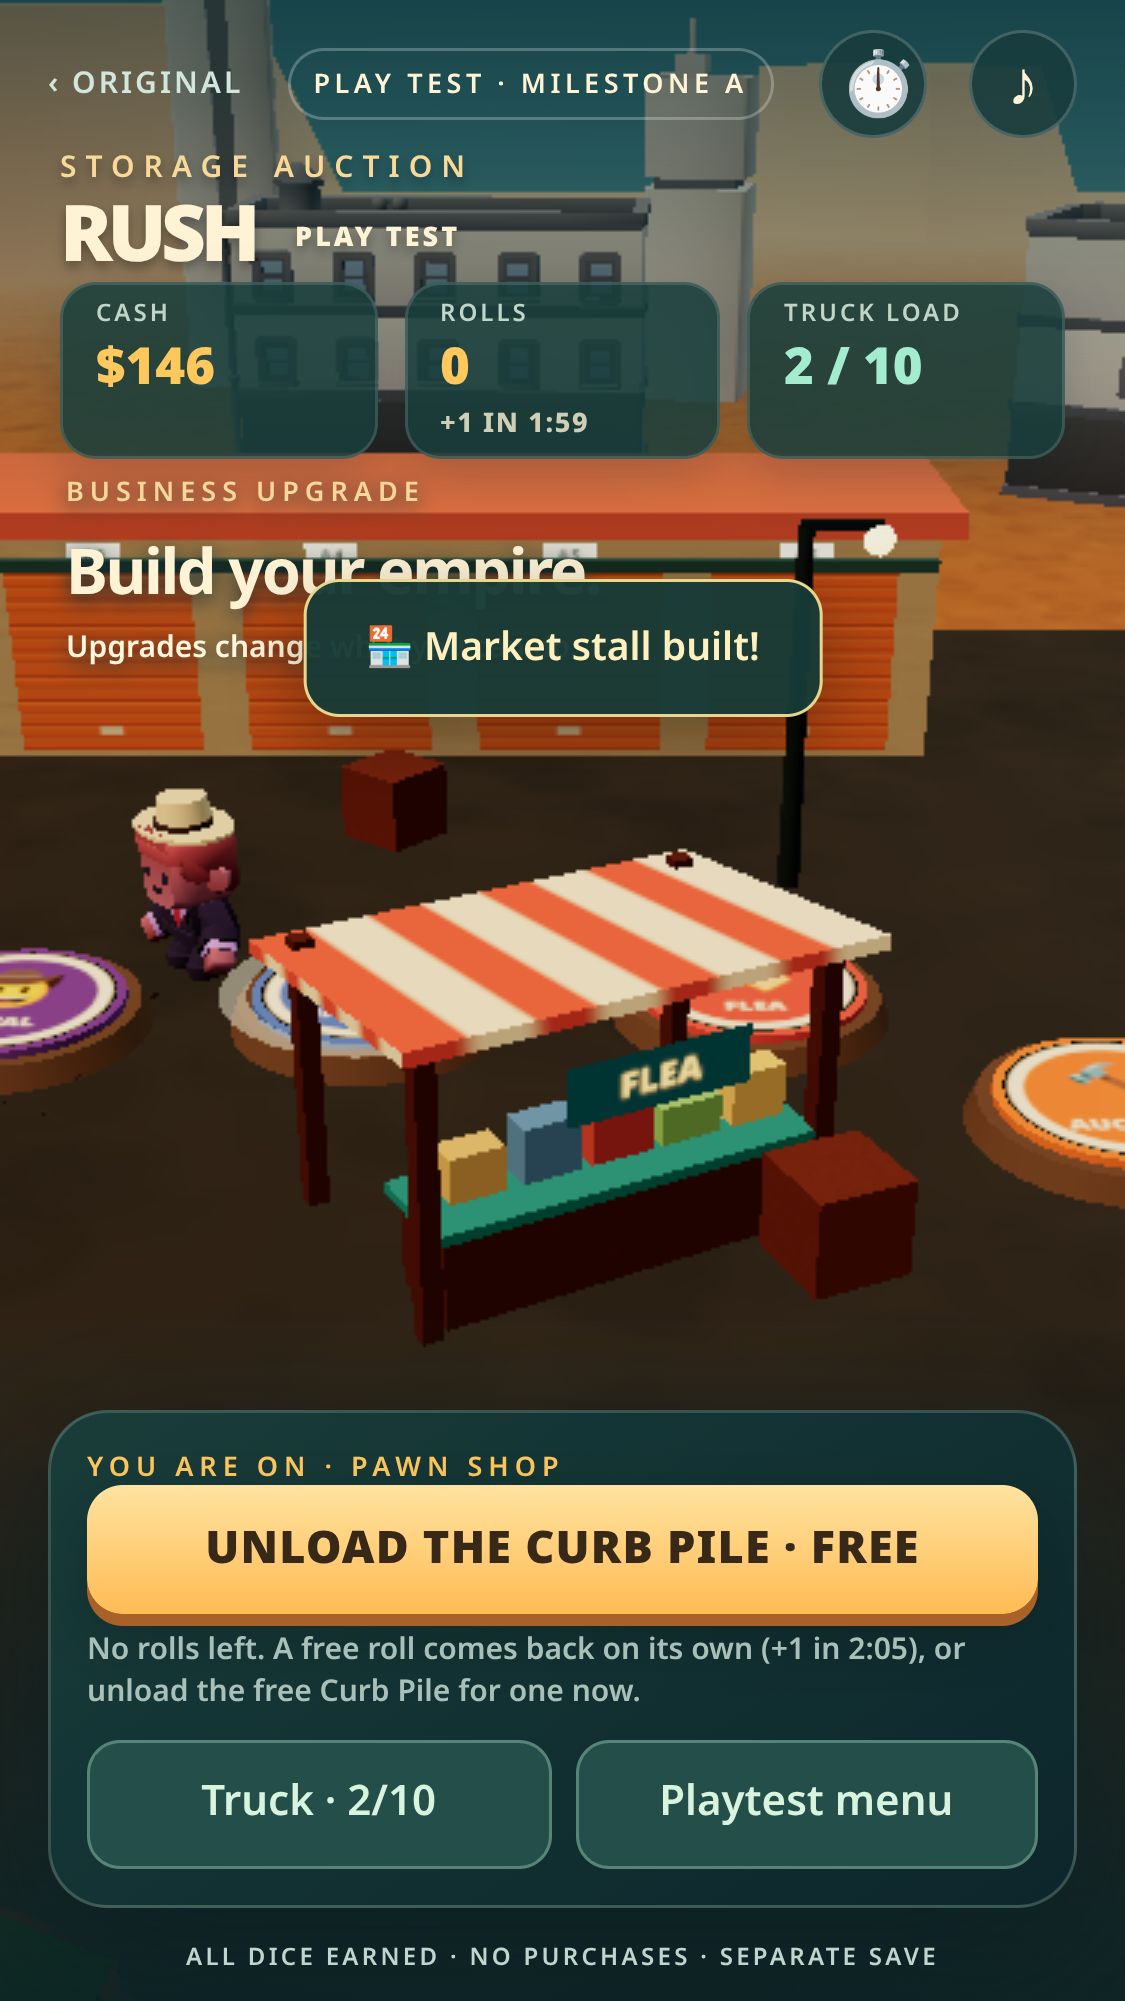 ‹ ORIGINAL
PLAY TEST · MILESTONE A
STORAGE AUCTION
RUSH PLAY TEST
CASH
$146
ROLLS
0
+1 IN 1:59
TRUCK LOAD
2 / 10
BUSINESS UPGRADE
Build your empire.
Upgrades change
Market stall built!
FLEA
FLEA
YOU ARE ON · PAWN SHOP
UNLOAD THE CURB PILE · FREE
No rolls left. A free roll comes back on its own (+1 in 2:05), or
unload the free Curb Pile for one now.
Truck · 2/10
Playtest menu
ALL DICE EARNED · NO PURCHASES · SEPARATE SAVE